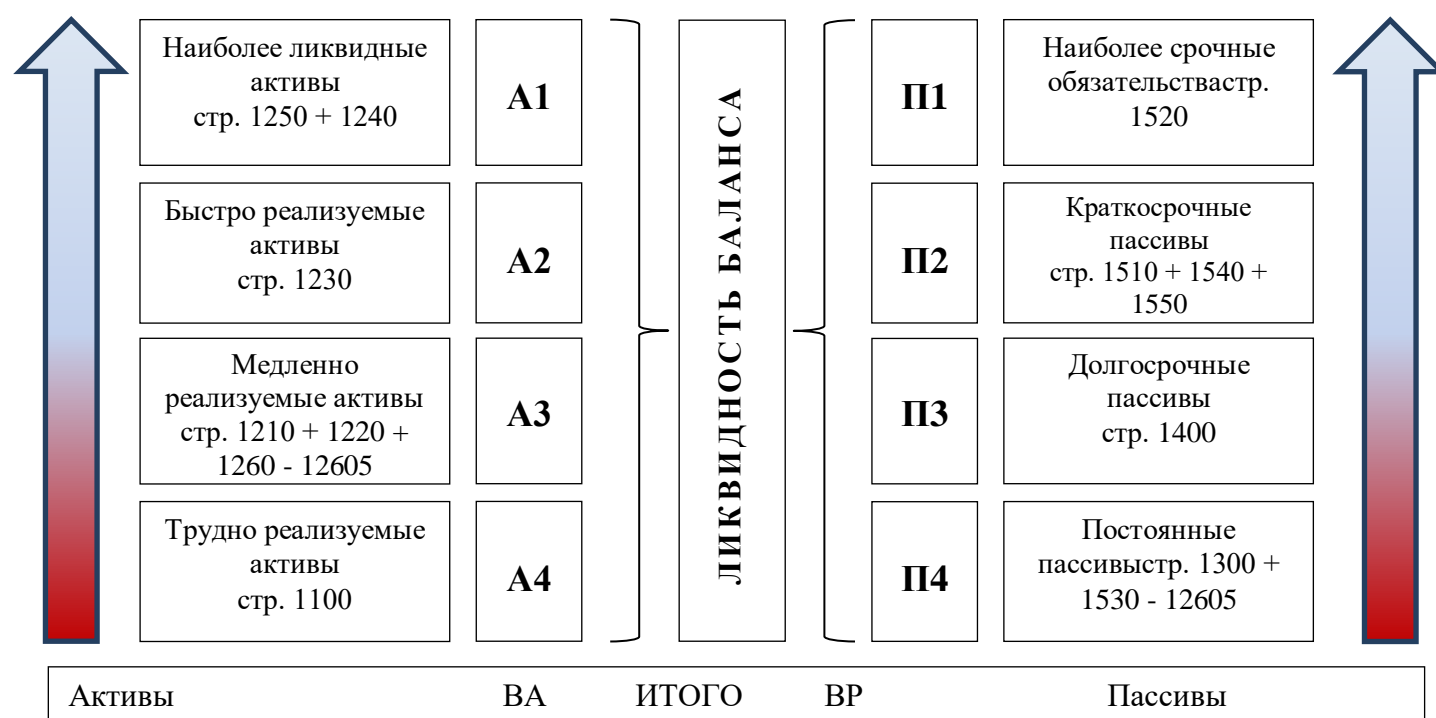 Наиболее ликвидные
активы
стр. 1250 + 1240
А1
Быстро реализуемые
активы
стр. 1230
А2
Медленно
реализуемые активы
стр. 1210 + 1220 +
1260 - 12605
А3
Трудно реализуемые
активы
стр. 1100
А4
ЛИКВИДНОСТЬ БАЛАНСА
П1
Наиболее срочные
обязательствастр.
1520
П2
Краткосрочные
пассивы
стр. 1510 + 1540 +
1550
П3
Долгосрочные
пассивы
стр. 1400
П4
Постоянные
пассивыстр. 1300 +
1530 - 12605
Активы ВА ИТОГО ВР Пассивы